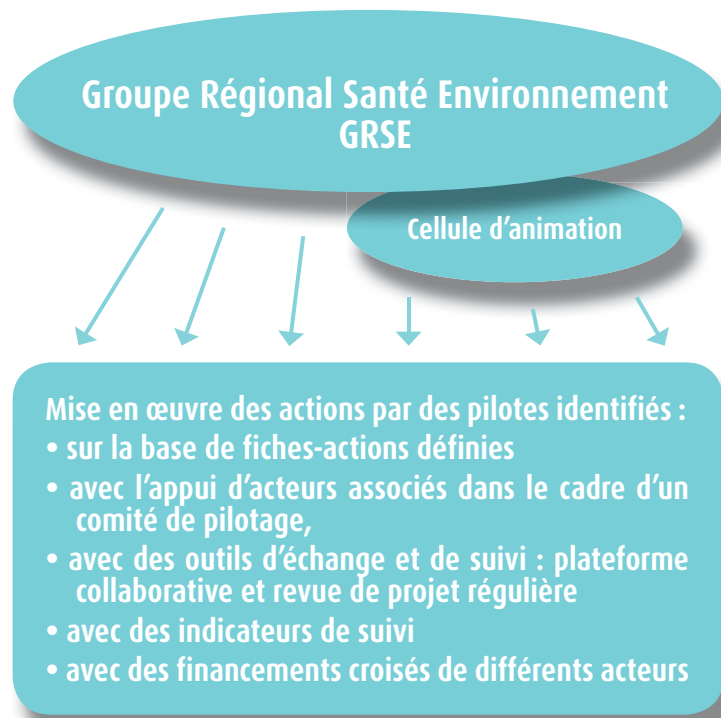 Groupe Régional Santé Environnement
GRSE
Cellule d'animation
Mise en œuvre des actions par des pilotes identifiés :
• sur la base de fiches-actions définies
• avec l'appui d'acteurs associés dans le cadre d'un
comité de pilotage,
• avec des outils d'échange et de suivi : plateforme
collaborative et revue de projet régulière
• avec des indicateurs de suivi
• avec des financements croisés de différents acteurs